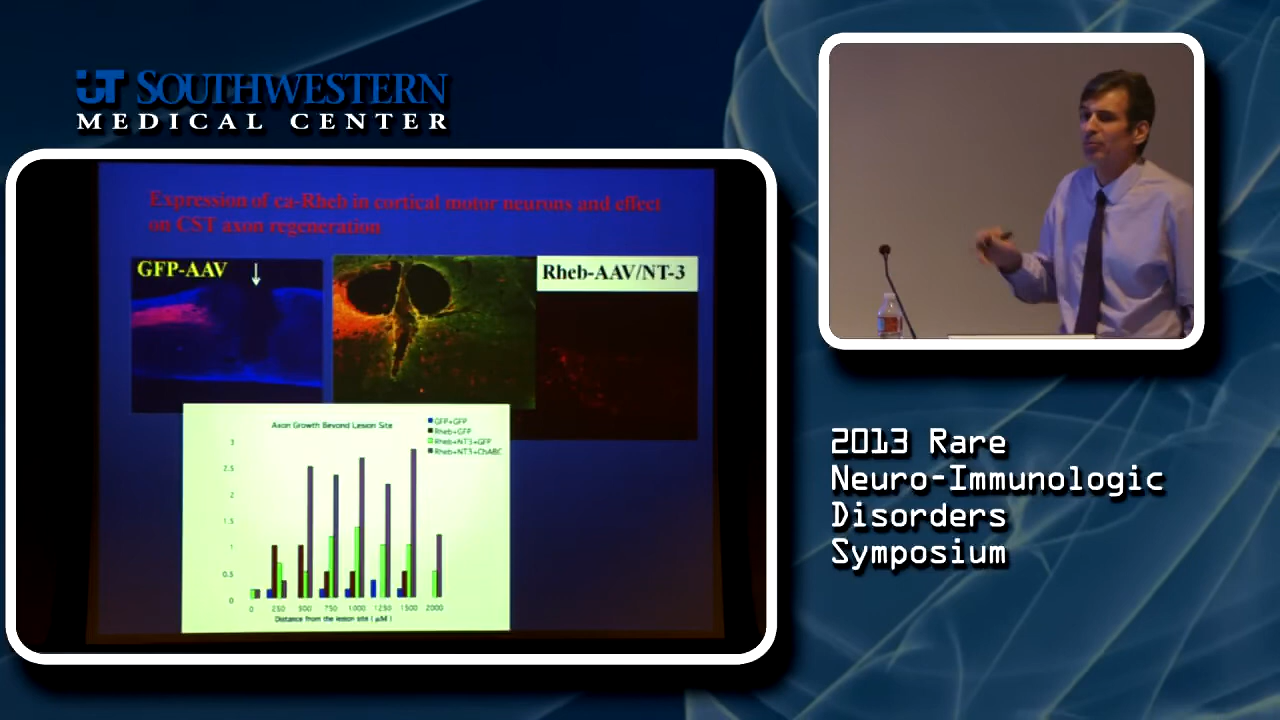 UT SOUTHWESTERN
MEDICAL CENTER
Expression of ca-Rheb in cortical motor neurons and effect
on CST axon regeneration
GFP-AAV
Rheb-AAV/NT-3
Axon Growth Beyond Lesion Site
GFP+GFP
Rheb+GFP
Rheb+NT3+GFP
Rheb+NT3+ChABC
3
2.5
2
1.5
1
0.5
0
0 250 500 750 1000 1250 1500 2000
Distance from the lesion site ( µM )
2013 Rare
Neuro-Immunologic
Disorders
Symposium